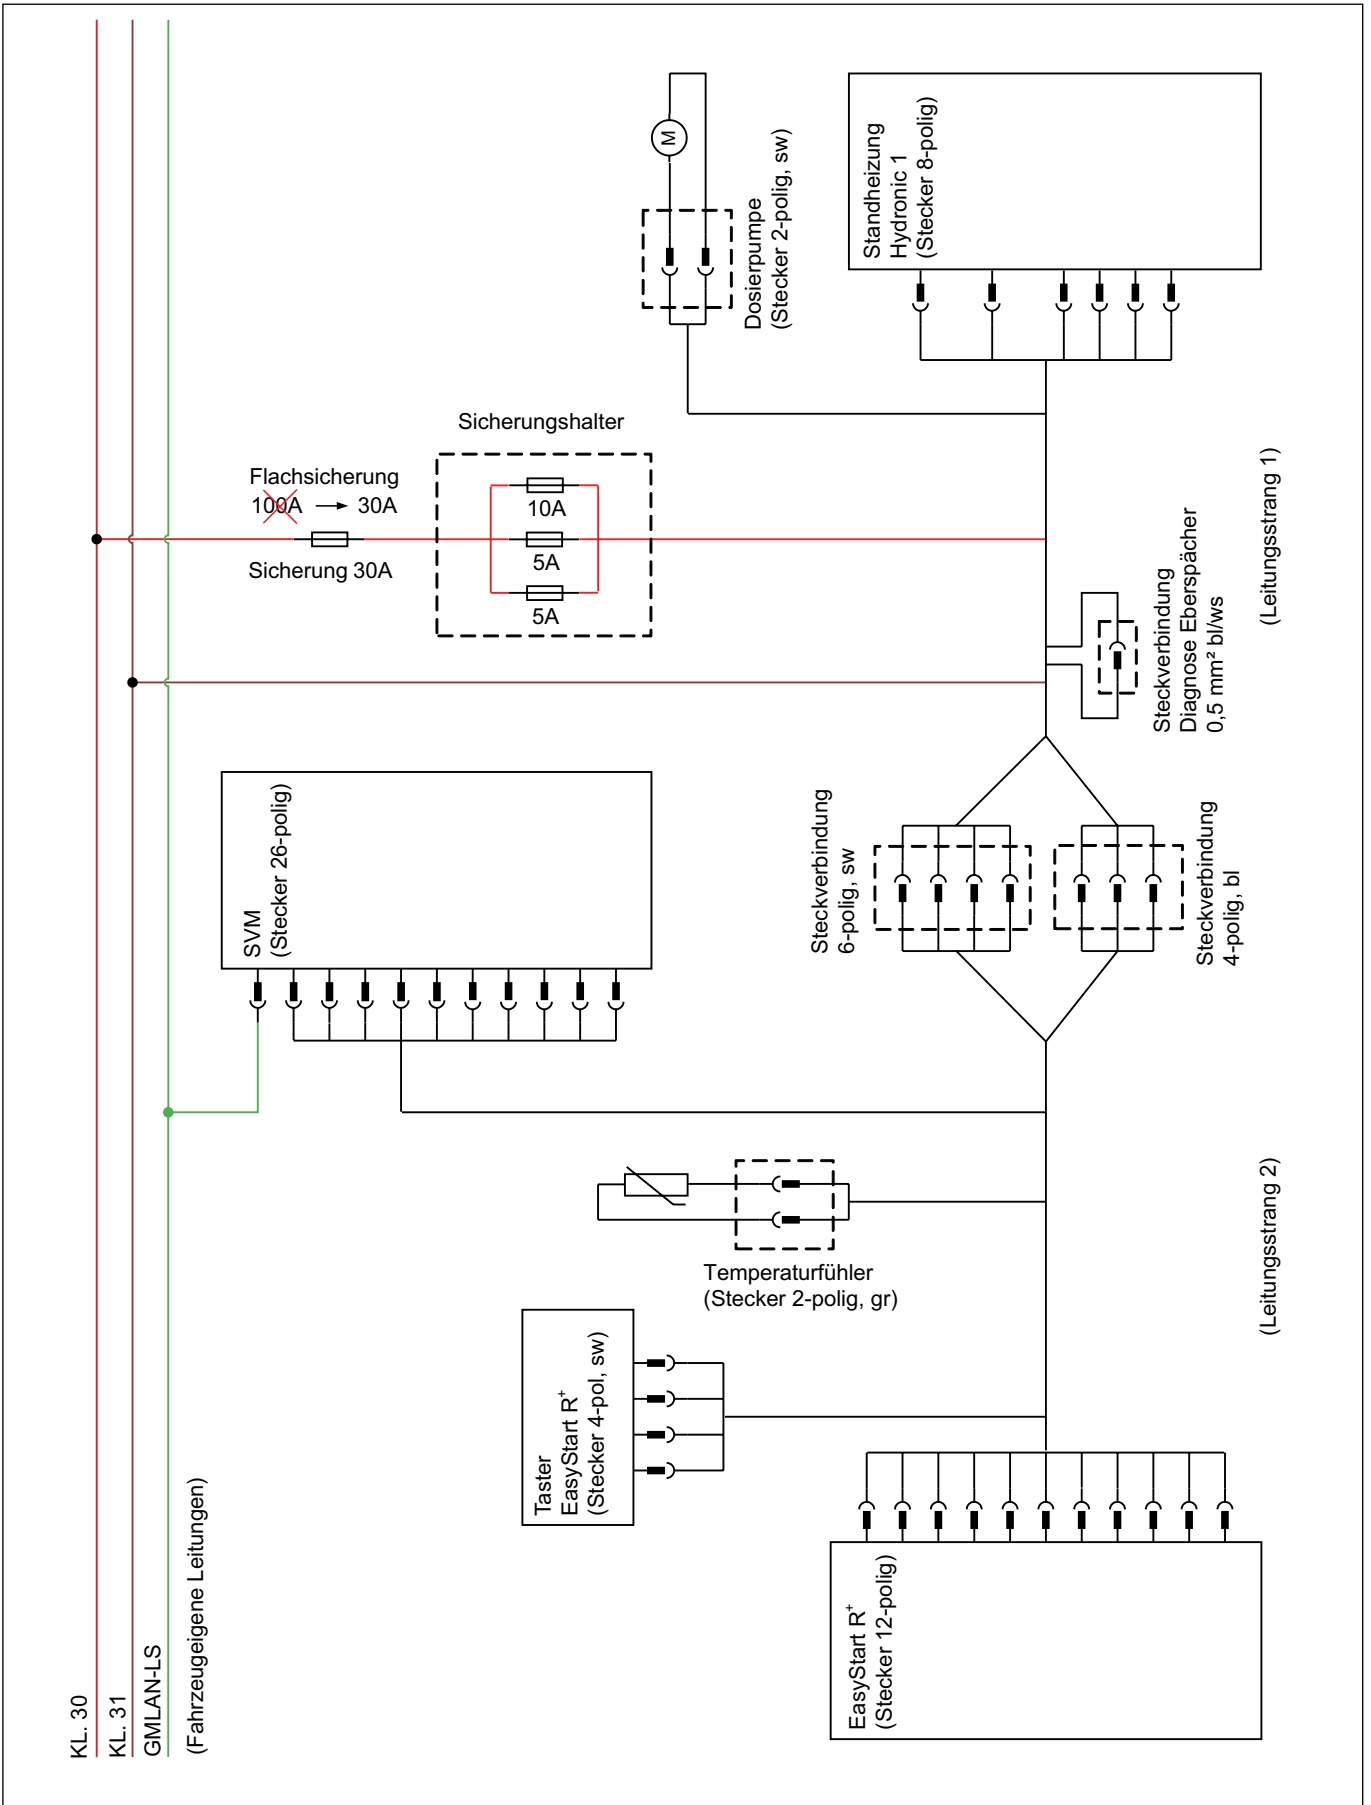 M
Dosierpumpe
(Stecker 2-polig, sw)
Standheizung
Hydronic 1
(Stecker 8-polig)
Sicherungshalter
Flachsicherung
100A → 30A
Sicherung 30A
10A
5A
5A
Steckverbindung
Diagnose Eberspächer
0,5 mm² bl/ws
(Leitungsstrang 1)
SVM
(Stecker 26-polig)
Steckverbindung
6-polig, sw
Steckverbindung
4-polig, bl
Temperaturfühler
(Stecker 2-polig, gr)
Taster
EasyStart R⁺
(Stecker 4-pol, sw)
(Leitungsstrang 2)
EasyStart R⁺
(Stecker 12-polig)
KL. 30
KL. 31
GMLAN-LS
(Fahrzeugeigene Leitungen)